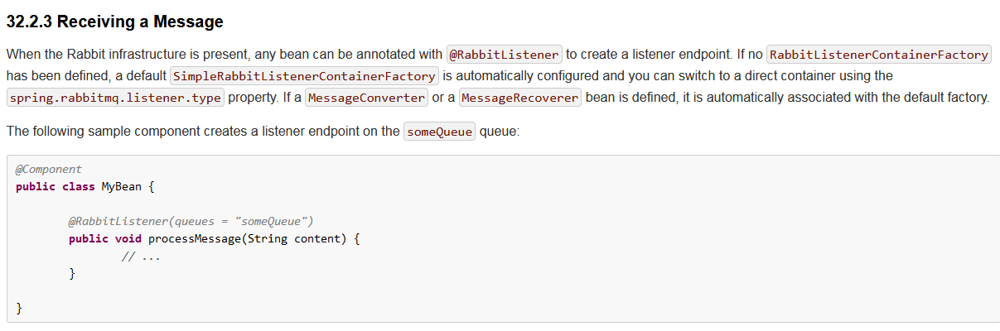 32.2.3 Receiving a Message
When the Rabbit infrastructure is present, any bean can be annotated with @RabbitListener to create a listener endpoint. If no RabbitListenerContainerFactory
has been defined, a default SimpleRabbitListenerContainerFactory is automatically configured and you can switch to a direct container using the
spring.rabbitmq.listener.type property. If a MessageConverter or a MessageRecoverer bean is defined, it is automatically associated with the default factory.
The following sample component creates a listener endpoint on the someQueue queue:
@Component
public class MyBean {
@RabbitListener(queues = "someQueue")
public void processMessage(String content) {
// ...
}
}